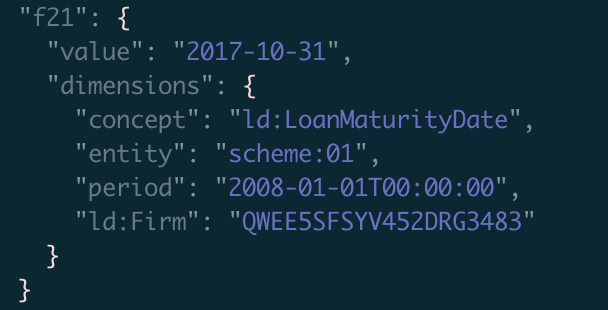 "f21": {
"value": "2017-10-31",
"dimensions": {
"concept": "ld:LoanMaturityDate",
"entity": "scheme:01",
"period": "2008-01-01T00:00:00",
"ld:Firm": "QWEE5SFSYV452DRG3483"
}
}